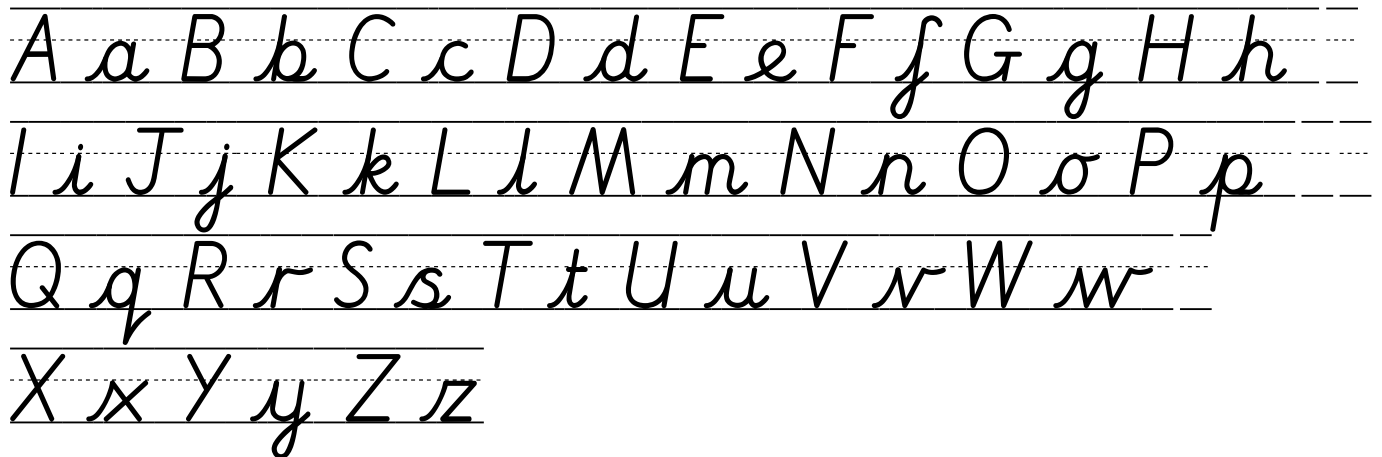 A a B b C c D d E e F f G g H h
I i J j K k L l M m N n O o P p
Q q R r S s T t U u V v W w
X x Y y Z z